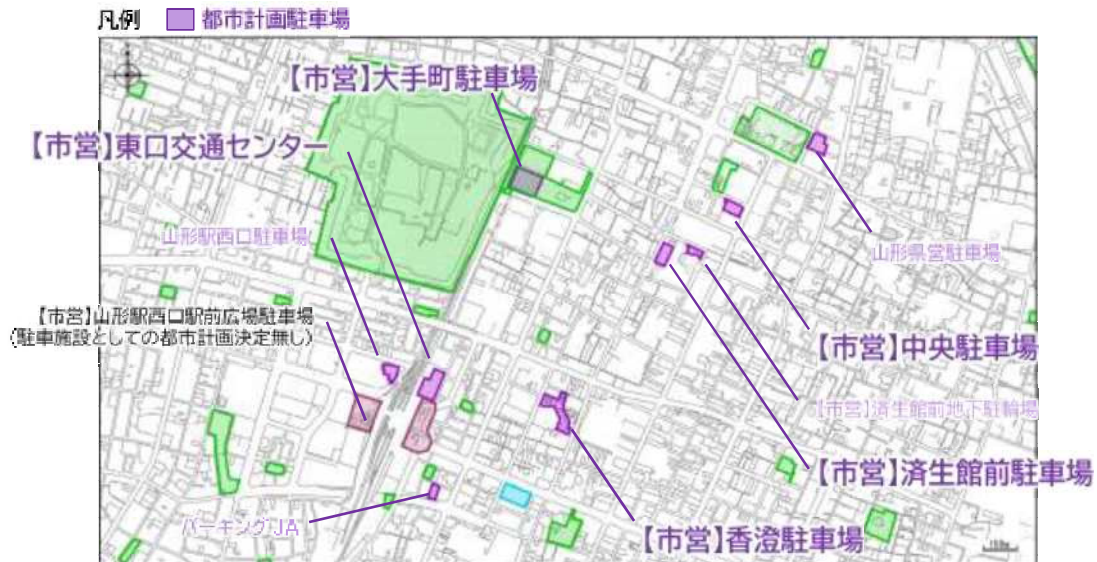 凡例 都市計画駐車場
【市営】大手町駐車場
【市営】東口交通センター
山形駅西口駐車場
山形県営駐車場
【市営】山形駅西口駅前広場駐車場
(駐車施設としての都市計画決定無し)
【市営】中央駐車場
【市営】済生館前地下駐輪場
【市営】済生館前駐車場
パーキングJA
【市営】香澄駐車場